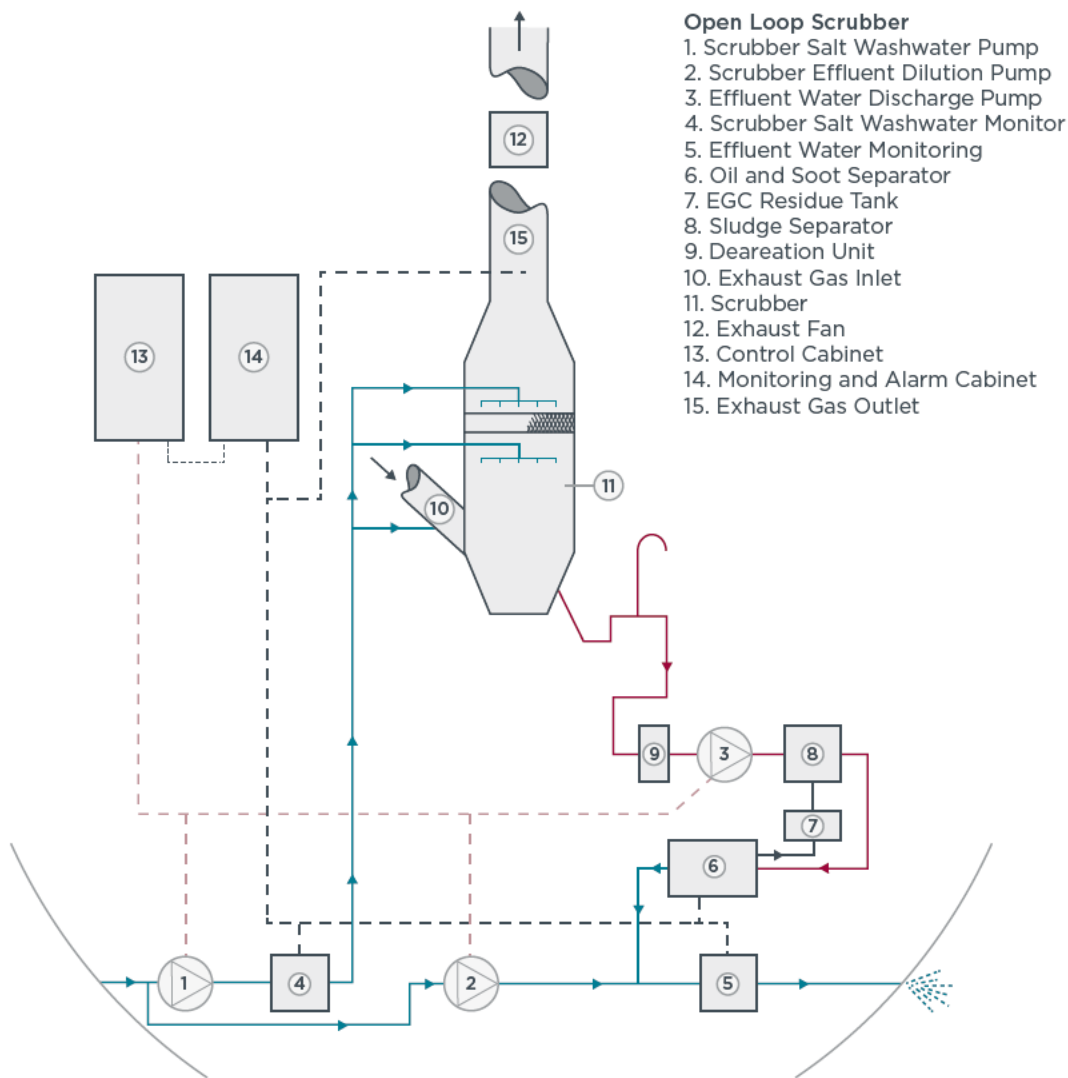 Open Loop Scrubber
1. Scrubber Salt Washwater Pump
2. Scrubber Effluent Dilution Pump
3. Effluent Water Discharge Pump
4. Scrubber Salt Washwater Monitor
5. Effluent Water Monitoring
6. Oil and Soot Separator
7. EGC Residue Tank
8. Sludge Separator
9. Deareation Unit
10. Exhaust Gas Inlet
11. Scrubber
12. Exhaust Fan
13. Control Cabinet
14. Monitoring and Alarm Cabinet
15. Exhaust Gas Outlet
12
15
13
14
11
10
9
3
8
7
6
1
4
2
5